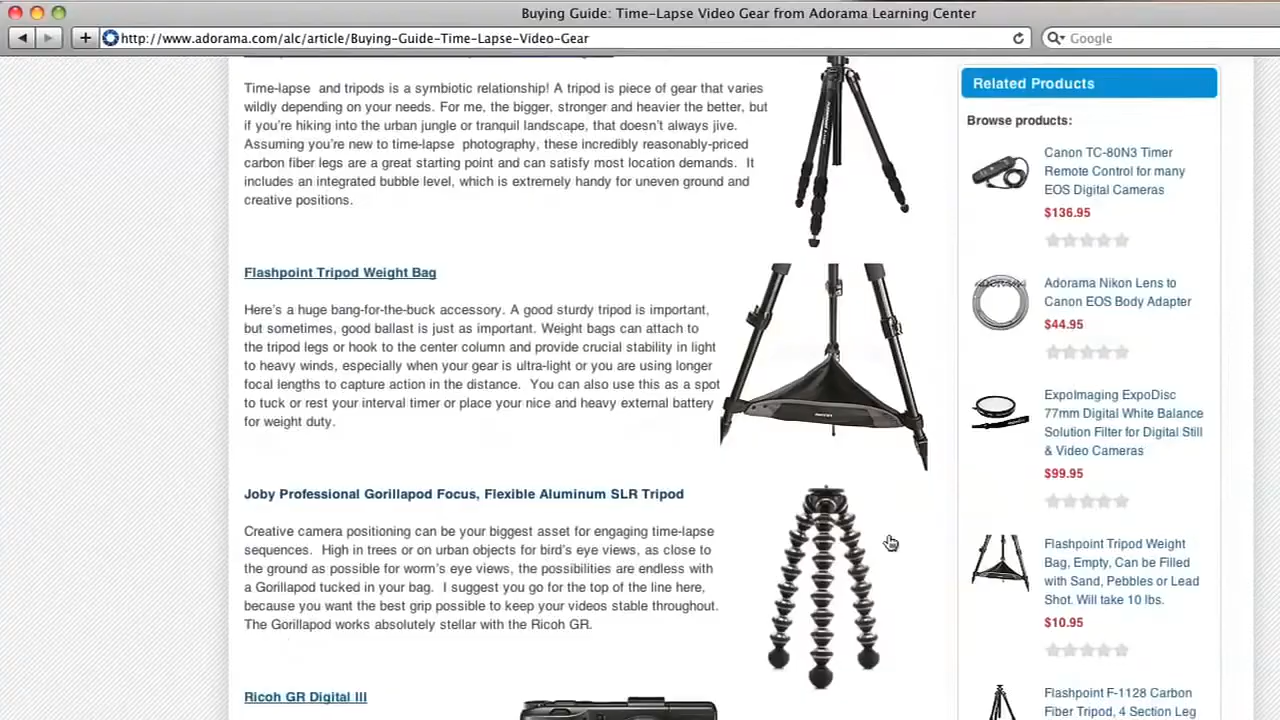 Buying Guide: Time-Lapse Video Gear from Adorama Learning Center
http://www.adorama.com/alc/article/Buying-Guide-Time-Lapse-Video-Gear
Google
Time-lapse and tripods is a symbiotic relationship! A tripod is piece of gear that varies
wildly depending on your needs. For me, the bigger, stronger and heavier the better, but
if you're hiking into the urban jungle or tranquil landscape, that doesn't always jive.
Assuming you're new to time-lapse photography, these incredibly reasonably-priced
carbon fiber legs are a great starting point and can satisfy most location demands. It
includes an integrated bubble level, which is extremely handy for uneven ground and
creative positions.
Flashpoint Tripod Weight Bag
Here's a huge bang-for-the-buck accessory. A good sturdy tripod is important,
but sometimes, good ballast is just as important. Weight bags can attach to
the tripod legs or hook to the center column and provide crucial stability in light
to heavy winds, especially when your gear is ultra-light or you are using longer
focal lengths to capture action in the distance. You can also use this as a spot
to tuck or rest your interval timer or place your nice and heavy external battery
for weight duty.
Joby Professional Gorillapod Focus, Flexible Aluminum SLR Tripod
Creative camera positioning can be your biggest asset for engaging time-lapse
sequences. High in trees or on urban objects for bird's eye views, as close to
the ground as possible for worm's eye views, the possibilities are endless with
a Gorillapod tucked in your bag. I suggest you go for the top of the line here,
because you want the best grip possible to keep your videos stable throughout.
The Gorillapod works absolutely stellar with the Ricoh GR.
Ricoh GR Digital III
Related Products
Browse products:
Canon TC-80N3 Timer
Remote Control for many
EOS Digital Cameras
$136.95
Adorama Nikon Lens to
Canon EOS Body Adapter
$44.95
ExpoImaging ExpoDisc
77mm Digital White Balance
Solution Filter for Digital Still
& Video Cameras
$99.95
Flashpoint Tripod Weight
Bag, Empty, Can be Filled
with Sand, Pebbles or Lead
Shot. Will take 10 lbs.
$10.95
Flashpoint F-1128 Carbon
Fiber Tripod, 4 Section Leg